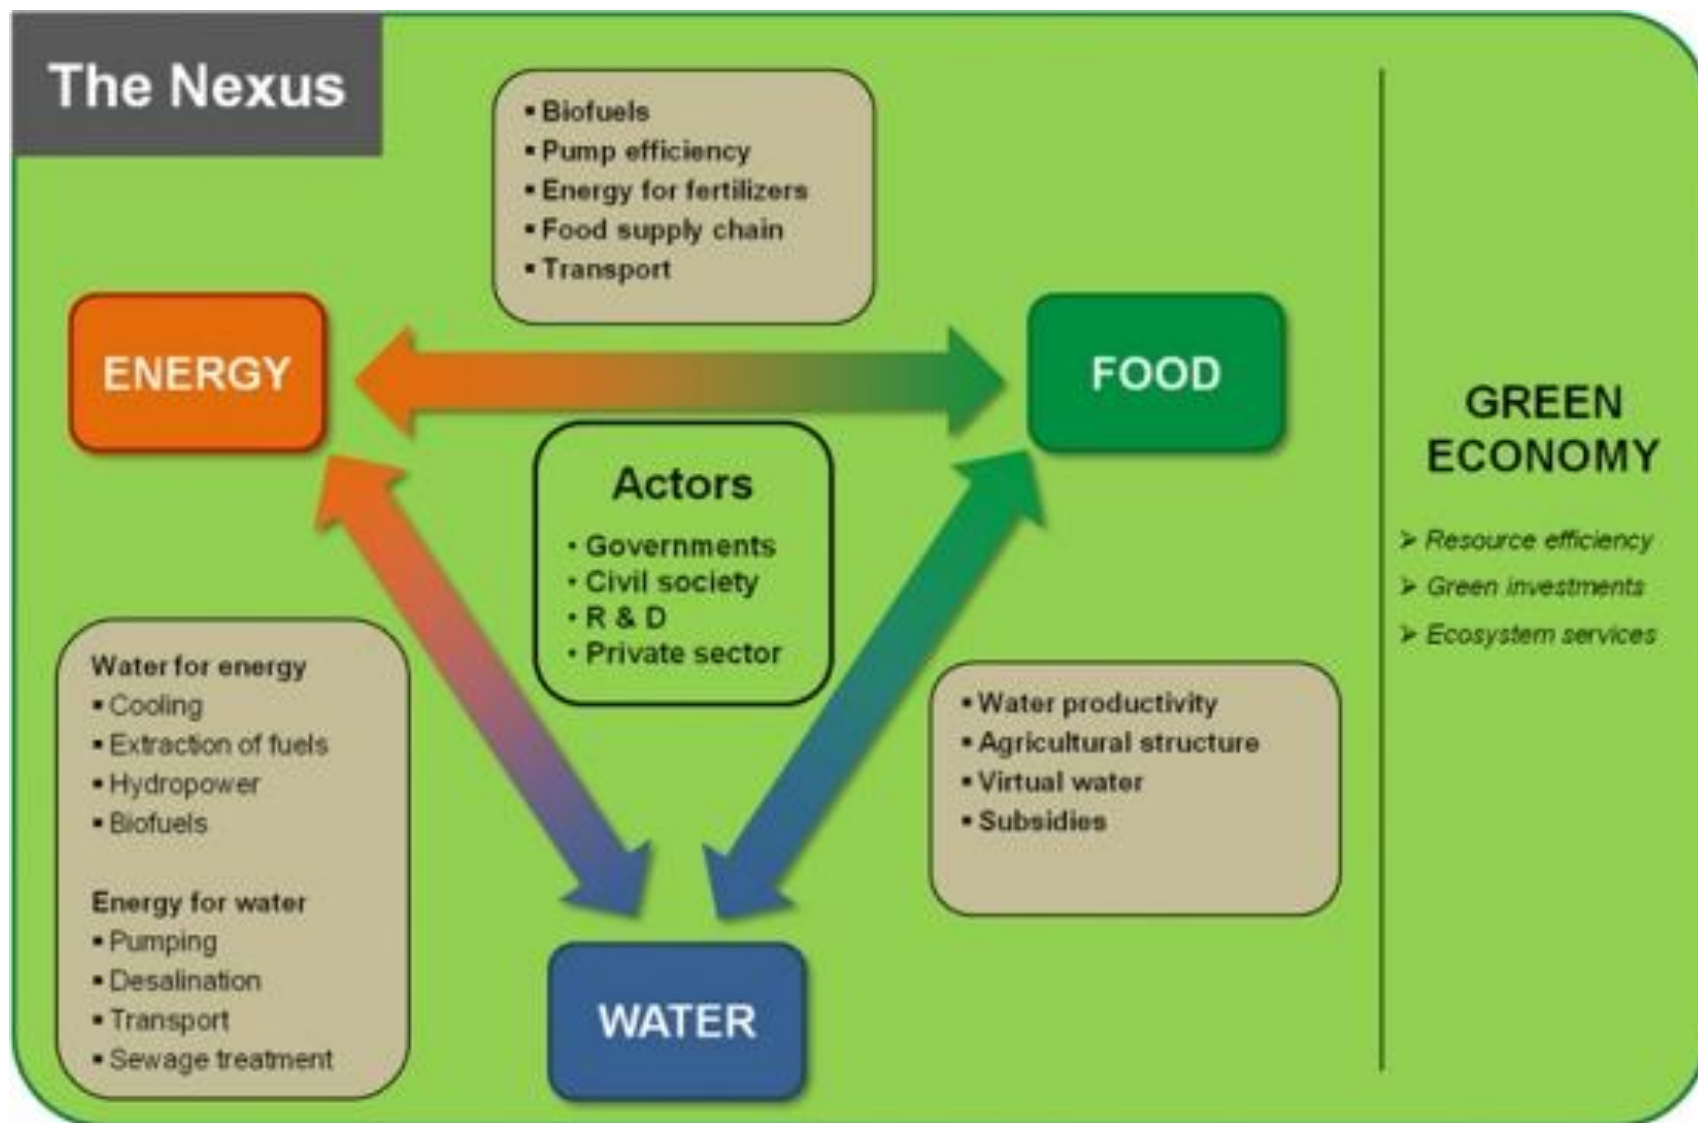 The Nexus
▪ Biofuels
▪ Pump efficiency
▪ Energy for fertilizers
▪ Food supply chain
▪ Transport
ENERGY
FOOD
Actors
• Governments
• Civil society
• R & D
• Private sector
Water for energy
▪ Cooling
▪ Extraction of fuels
▪ Hydropower
▪ Biofuels
Energy for water
▪ Pumping
▪ Desalination
▪ Transport
▪ Sewage treatment
▪ Water productivity
▪ Agricultural structure
▪ Virtual water
▪ Subsidies
WATER
GREEN
ECONOMY
➢ Resource efficiency
➢ Green investments
➢ Ecosystem services